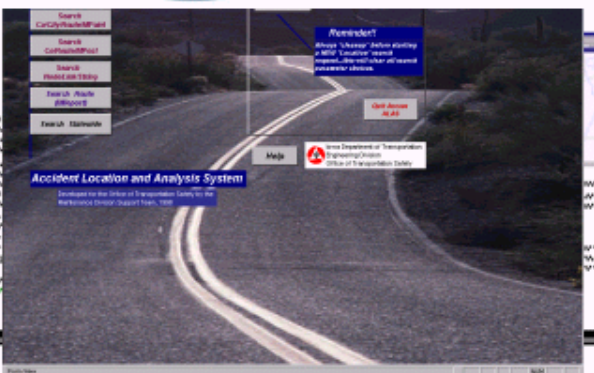 Search
Co/City/Route/MPoint
Search
Co/Route/MPost
Search
Node/Link/String
Search Route
(Milepost)
Search Statewide
Reminder!!
Always 'cleanup' before starting
a NEW 'Location' search
request...this will clear all search
parameter choices.
Quit Access
ALAS
Help
Iowa Department of Transportation
Engineering Division
Office of Transportation Safety
Accident Location and Analysis System
Developed for the Office of Transportation Safety by the
Maintenance Division Support Team,